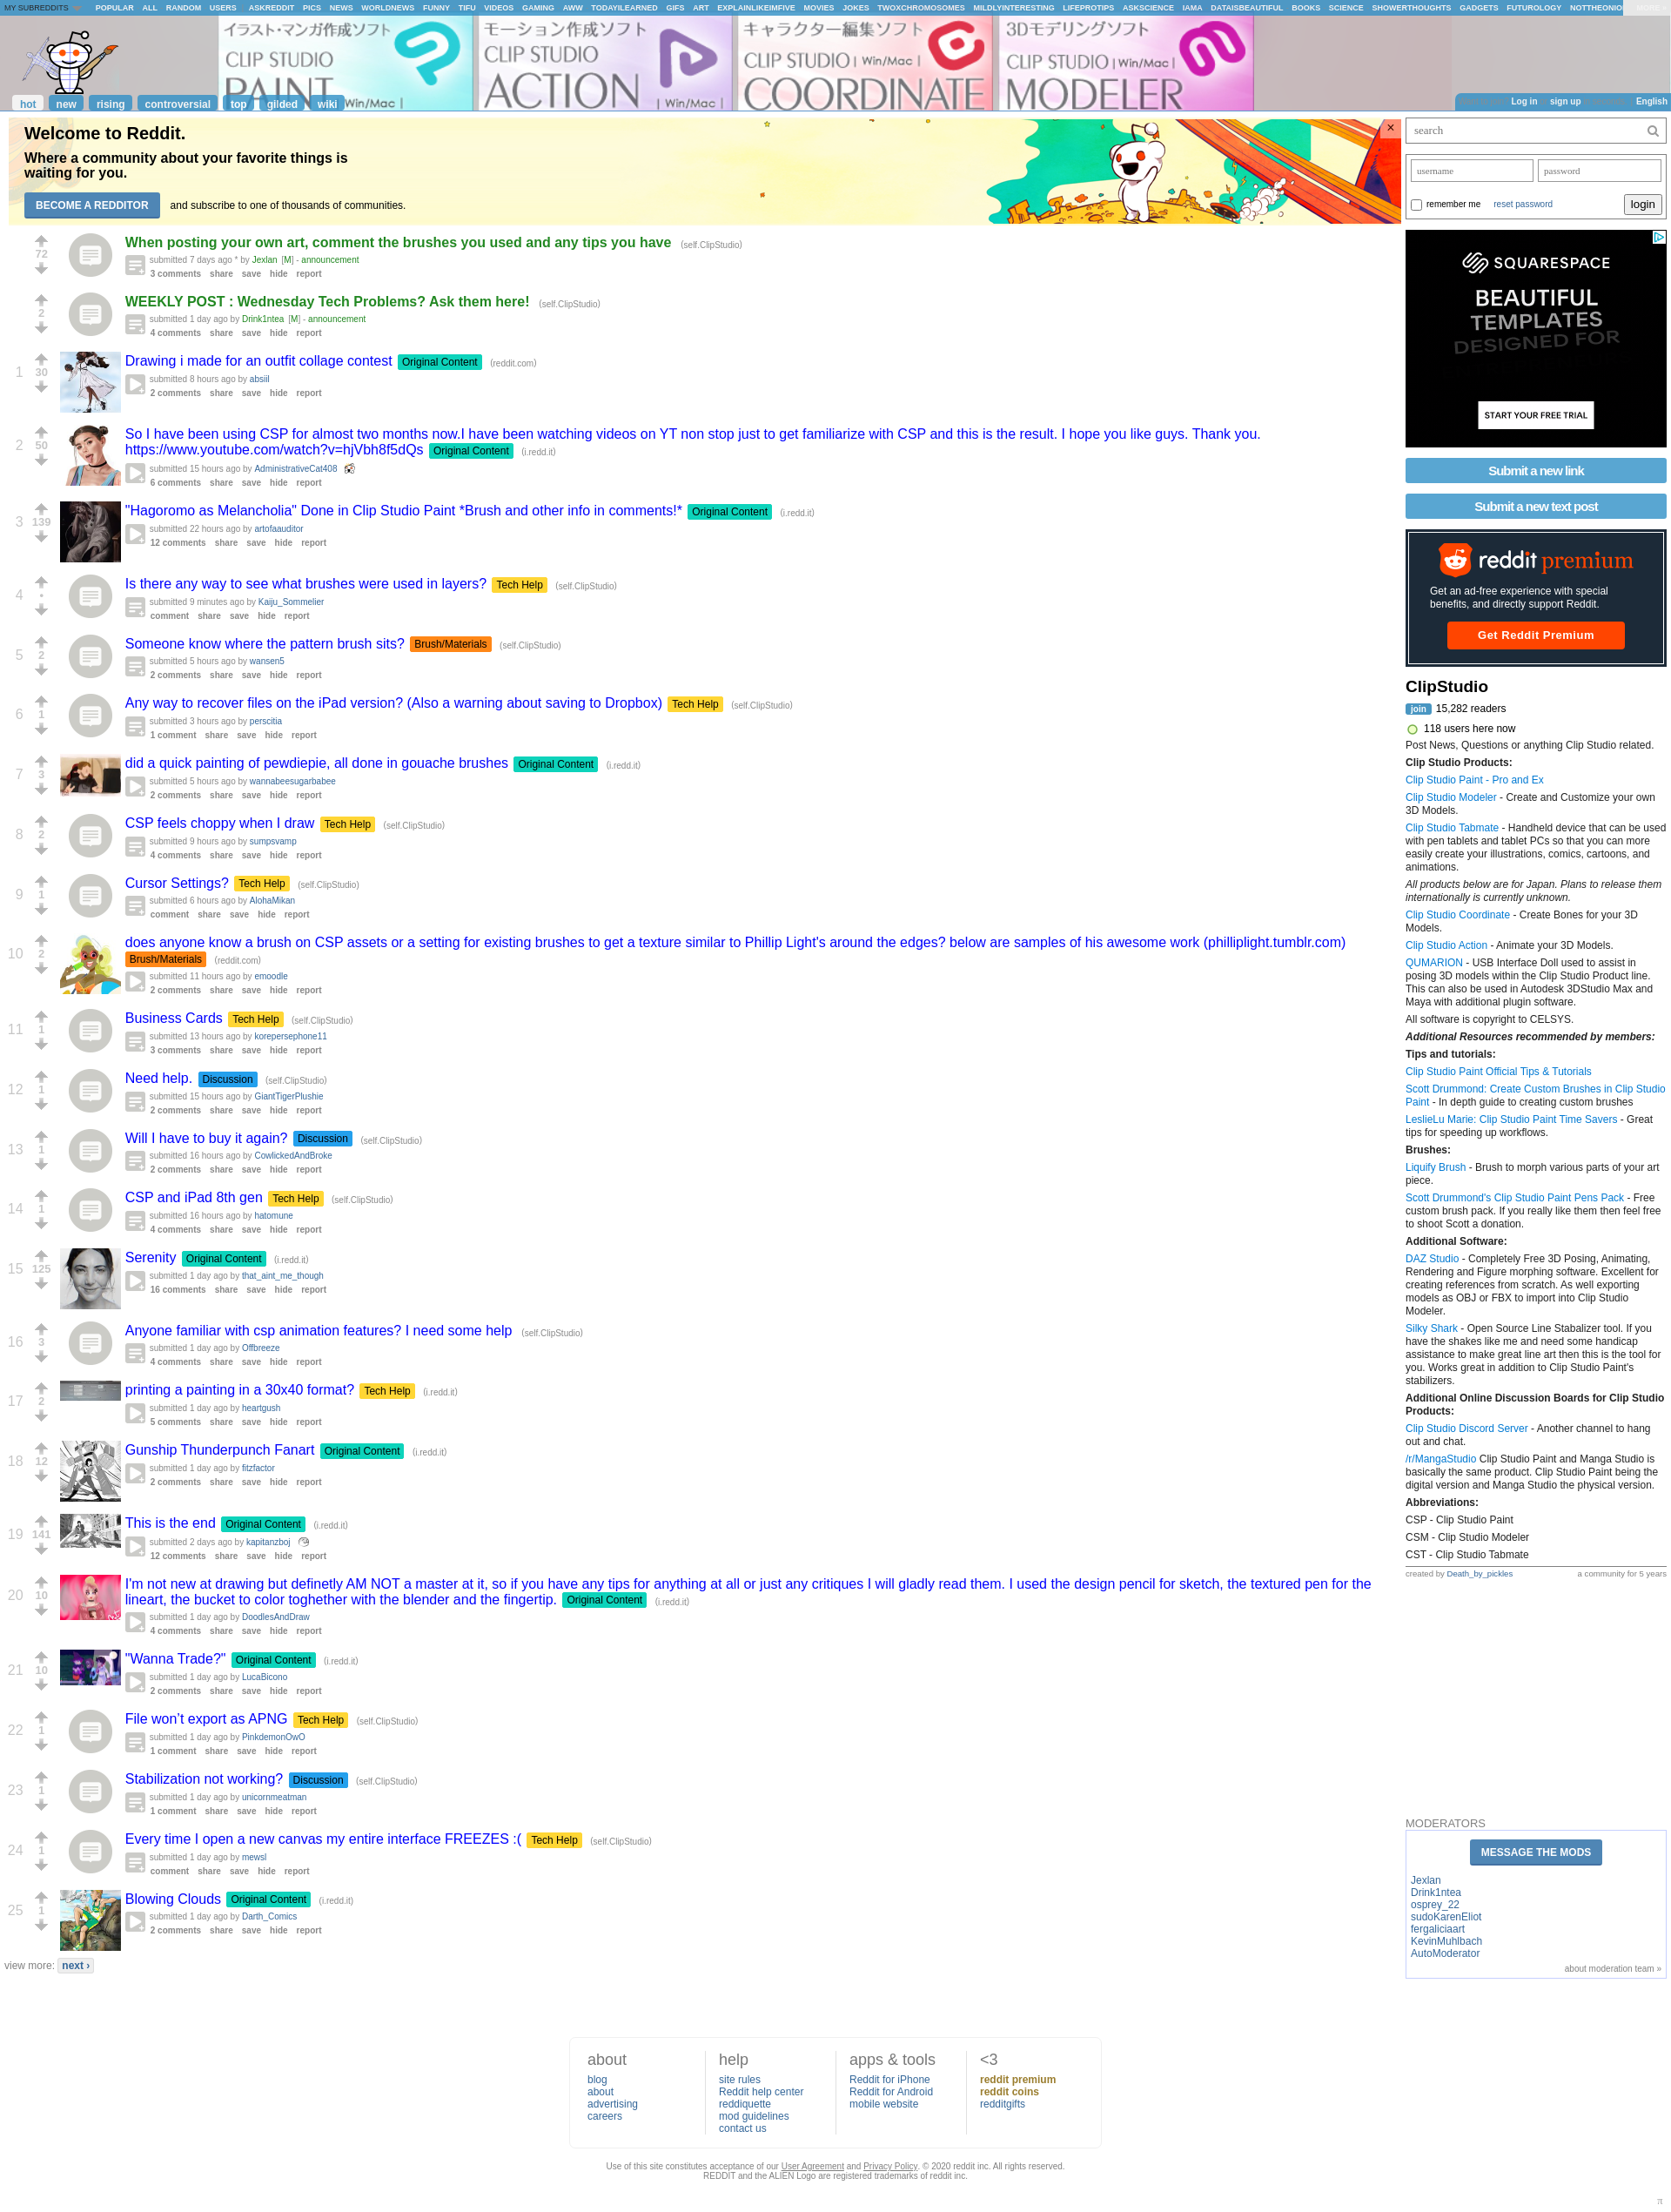 MY SUBREDDITS
POPULAR ALL RANDOM USERS ASKREDDIT PICS NEWS WORLDNEWS FUNNY TIFU VIDEOS GAMING AWW TODAYILEARNED GIFS ART EXPLAINLIKEIMFIVE MOVIES JOKES TWOXCHROMOSOMES MILDLYINTERESTING LIFEPROTIPS ASKSCIENCE IAMA DATAISBEAUTIFUL BOOKS SCIENCE SHOWERTHOUGHTS GADGETS FUTUROLOGY NOTTHEONION
イラスト・マンガ作成ソフト
CLIP STUDIO
PAINT
Win/Mac
モーション作成ソフト
CLIP STUDIO
ACTION
Win/Mac
キャラクター編集ソフト
CLIP STUDIO Win/Mac
COORDINATE
3Dモデリングソフト
CLIP STUDIO Win/Mac
MODELER
hot new rising controversial top gilded wiki
Log in sign up English
Welcome to Reddit.
Where a community about your favorite things is
waiting for you.
BECOME A REDDITOR and subscribe to one of thousands of communities.
×
72
When posting your own art, comment the brushes you used and any tips you have (self.ClipStudio)
submitted 7 days ago * by Jexlan [M] - announcement
3 comments share save hide report
2
WEEKLY POST : Wednesday Tech Problems? Ask them here! (self.ClipStudio)
submitted 1 day ago by Drink1ntea [M] - announcement
4 comments share save hide report
1 30
Drawing i made for an outfit collage contest Original Content (reddit.com)
submitted 8 hours ago by absiil
2 comments share save hide report
2 50
So I have been using CSP for almost two months now.I have been watching videos on YT non stop just to get familiarize with CSP and this is the result. I hope you like guys. Thank you.
https://www.youtube.com/watch?v=hjVbh8f5dQs Original Content (i.redd.it)
submitted 15 hours ago by AdministrativeCat408
6 comments share save hide report
3 139
"Hagoromo as Melancholia" Done in Clip Studio Paint *Brush and other info in comments!* Original Content (i.redd.it)
submitted 22 hours ago by artofaauditor
12 comments share save hide report
4 •
Is there any way to see what brushes were used in layers? Tech Help (self.ClipStudio)
submitted 9 minutes ago by Kaiju_Sommelier
comment share save hide report
5 2
Someone know where the pattern brush sits? Brush/Materials (self.ClipStudio)
submitted 5 hours ago by wansen5
2 comments share save hide report
6 1
Any way to recover files on the iPad version? (Also a warning about saving to Dropbox) Tech Help (self.ClipStudio)
submitted 3 hours ago by perscitia
1 comment share save hide report
7 3
did a quick painting of pewdiepie, all done in gouache brushes Original Content (i.redd.it)
submitted 5 hours ago by wannabeesugarbabee
2 comments share save hide report
8 2
CSP feels choppy when I draw Tech Help (self.ClipStudio)
submitted 9 hours ago by sumpsvamp
4 comments share save hide report
9 1
Cursor Settings? Tech Help (self.ClipStudio)
submitted 6 hours ago by AlohaMikan
comment share save hide report
10 2
does anyone know a brush on CSP assets or a setting for existing brushes to get a texture similar to Phillip Light's around the edges? below are samples of his awesome work (philliplight.tumblr.com)
Brush/Materials (reddit.com)
submitted 11 hours ago by emoodle
2 comments share save hide report
11 1
Business Cards Tech Help (self.ClipStudio)
submitted 13 hours ago by korepersephone11
3 comments share save hide report
12 1
Need help. Discussion (self.ClipStudio)
submitted 15 hours ago by GiantTigerPlushie
2 comments share save hide report
13 1
Will I have to buy it again? Discussion (self.ClipStudio)
submitted 16 hours ago by CowlickedAndBroke
2 comments share save hide report
14 1
CSP and iPad 8th gen Tech Help (self.ClipStudio)
submitted 16 hours ago by hatomune
4 comments share save hide report
15 125
Serenity Original Content (i.redd.it)
submitted 1 day ago by that_aint_me_though
16 comments share save hide report
16 3
Anyone familiar with csp animation features? I need some help (self.ClipStudio)
submitted 1 day ago by Offbreeze
4 comments share save hide report
17 2
printing a painting in a 30x40 format? Tech Help (i.redd.it)
submitted 1 day ago by heartgush
5 comments share save hide report
18 12
Gunship Thunderpunch Fanart Original Content (i.redd.it)
submitted 1 day ago by fitzfactor
2 comments share save hide report
19 141
This is the end Original Content (i.redd.it)
submitted 2 days ago by kapitanzboj
12 comments share save hide report
20 10
I'm not new at drawing but definetly AM NOT a master at it, so if you have any tips for anything at all or just any critiques I will gladly read them. I used the design pencil for sketch, the textured pen for the
lineart, the bucket to color toghether with the blender and the fingertip. Original Content (i.redd.it)
submitted 1 day ago by DoodlesAndDraw
4 comments share save hide report
21 10
"Wanna Trade?" Original Content (i.redd.it)
submitted 1 day ago by LucaBicono
2 comments share save hide report
22 1
File won’t export as APNG Tech Help (self.ClipStudio)
submitted 1 day ago by PinkdemonOwO
1 comment share save hide report
23 1
Stabilization not working? Discussion (self.ClipStudio)
submitted 1 day ago by unicornmeatman
1 comment share save hide report
24 1
Every time I open a new canvas my entire interface FREEZES :( Tech Help (self.ClipStudio)
submitted 1 day ago by mewsl
comment share save hide report
25 1
Blowing Clouds Original Content (i.redd.it)
submitted 1 day ago by Darth_Comics
2 comments share save hide report
view more: next ›
search
username password
remember me reset password login
SQUARESPACE
BEAUTIFUL
TEMPLATES
DESIGNED FOR
START YOUR FREE TRIAL
Submit a new link
Submit a new text post
reddit premium
Get an ad-free experience with special
benefits, and directly support Reddit.
Get Reddit Premium
ClipStudio
join 15,282 readers
118 users here now
Post News, Questions or anything Clip Studio related.
Clip Studio Products:
Clip Studio Paint - Pro and Ex
Clip Studio Modeler - Create and Customize your own
3D Models.
Clip Studio Tabmate - Handheld device that can be used
with pen tablets and tablet PCs so that you can more
easily create your illustrations, comics, cartoons, and
animations.
All products below are for Japan. Plans to release them
internationally is currently unknown.
Clip Studio Coordinate - Create Bones for your 3D
Models.
Clip Studio Action - Animate your 3D Models.
QUMARION - USB Interface Doll used to assist in
posing 3D models within the Clip Studio Product line.
This can also be used in Autodesk 3DStudio Max and
Maya with additional plugin software.
All software is copyright to CELSYS.
Additional Resources recommended by members:
Tips and tutorials:
Clip Studio Paint Official Tips & Tutorials
Scott Drummond: Create Custom Brushes in Clip Studio
Paint - In depth guide to creating custom brushes
LeslieLu Marie: Clip Studio Paint Time Savers - Great
tips for speeding up workflows.
Brushes:
Liquify Brush - Brush to morph various parts of your art
piece.
Scott Drummond's Clip Studio Paint Pens Pack - Free
custom brush pack. If you really like them then feel free
to shoot Scott a donation.
Additional Software:
DAZ Studio - Completely Free 3D Posing, Animating,
Rendering and Figure morphing software. Excellent for
creating references from scratch. As well exporting
models as OBJ or FBX to import into Clip Studio
Modeler.
Silky Shark - Open Source Line Stabalizer tool. If you
have the shakes like me and need some handicap
assistance to make great line art then this is the tool for
you. Works great in addition to Clip Studio Paint's
stabilizers.
Additional Online Discussion Boards for Clip Studio
Products:
Clip Studio Discord Server - Another channel to hang
out and chat.
/r/MangaStudio Clip Studio Paint and Manga Studio is
basically the same product. Clip Studio Paint being the
digital version and Manga Studio the physical version.
Abbreviations:
CSP - Clip Studio Paint
CSM - Clip Studio Modeler
CST - Clip Studio Tabmate
created by Death_by_pickles a community for 5 years
MODERATORS
MESSAGE THE MODS
Jexlan
Drink1ntea
osprey_22
sudoKarenEliot
fergaliciaart
KevinMuhlbach
AutoModerator
about moderation team »
about
blog
about
advertising
careers
help
site rules
Reddit help center
reddiquette
mod guidelines
contact us
apps & tools
Reddit for iPhone
Reddit for Android
mobile website
<3
reddit premium
reddit coins
redditgifts
Use of this site constitutes acceptance of our User Agreement and Privacy Policy. © 2020 reddit inc. All rights reserved.
REDDIT and the ALIEN Logo are registered trademarks of reddit inc.
π